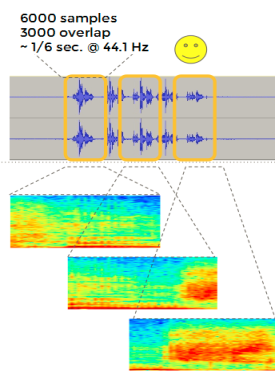 6000 samples
3000 overlap
~ 1/6 sec. @ 44.1 Hz